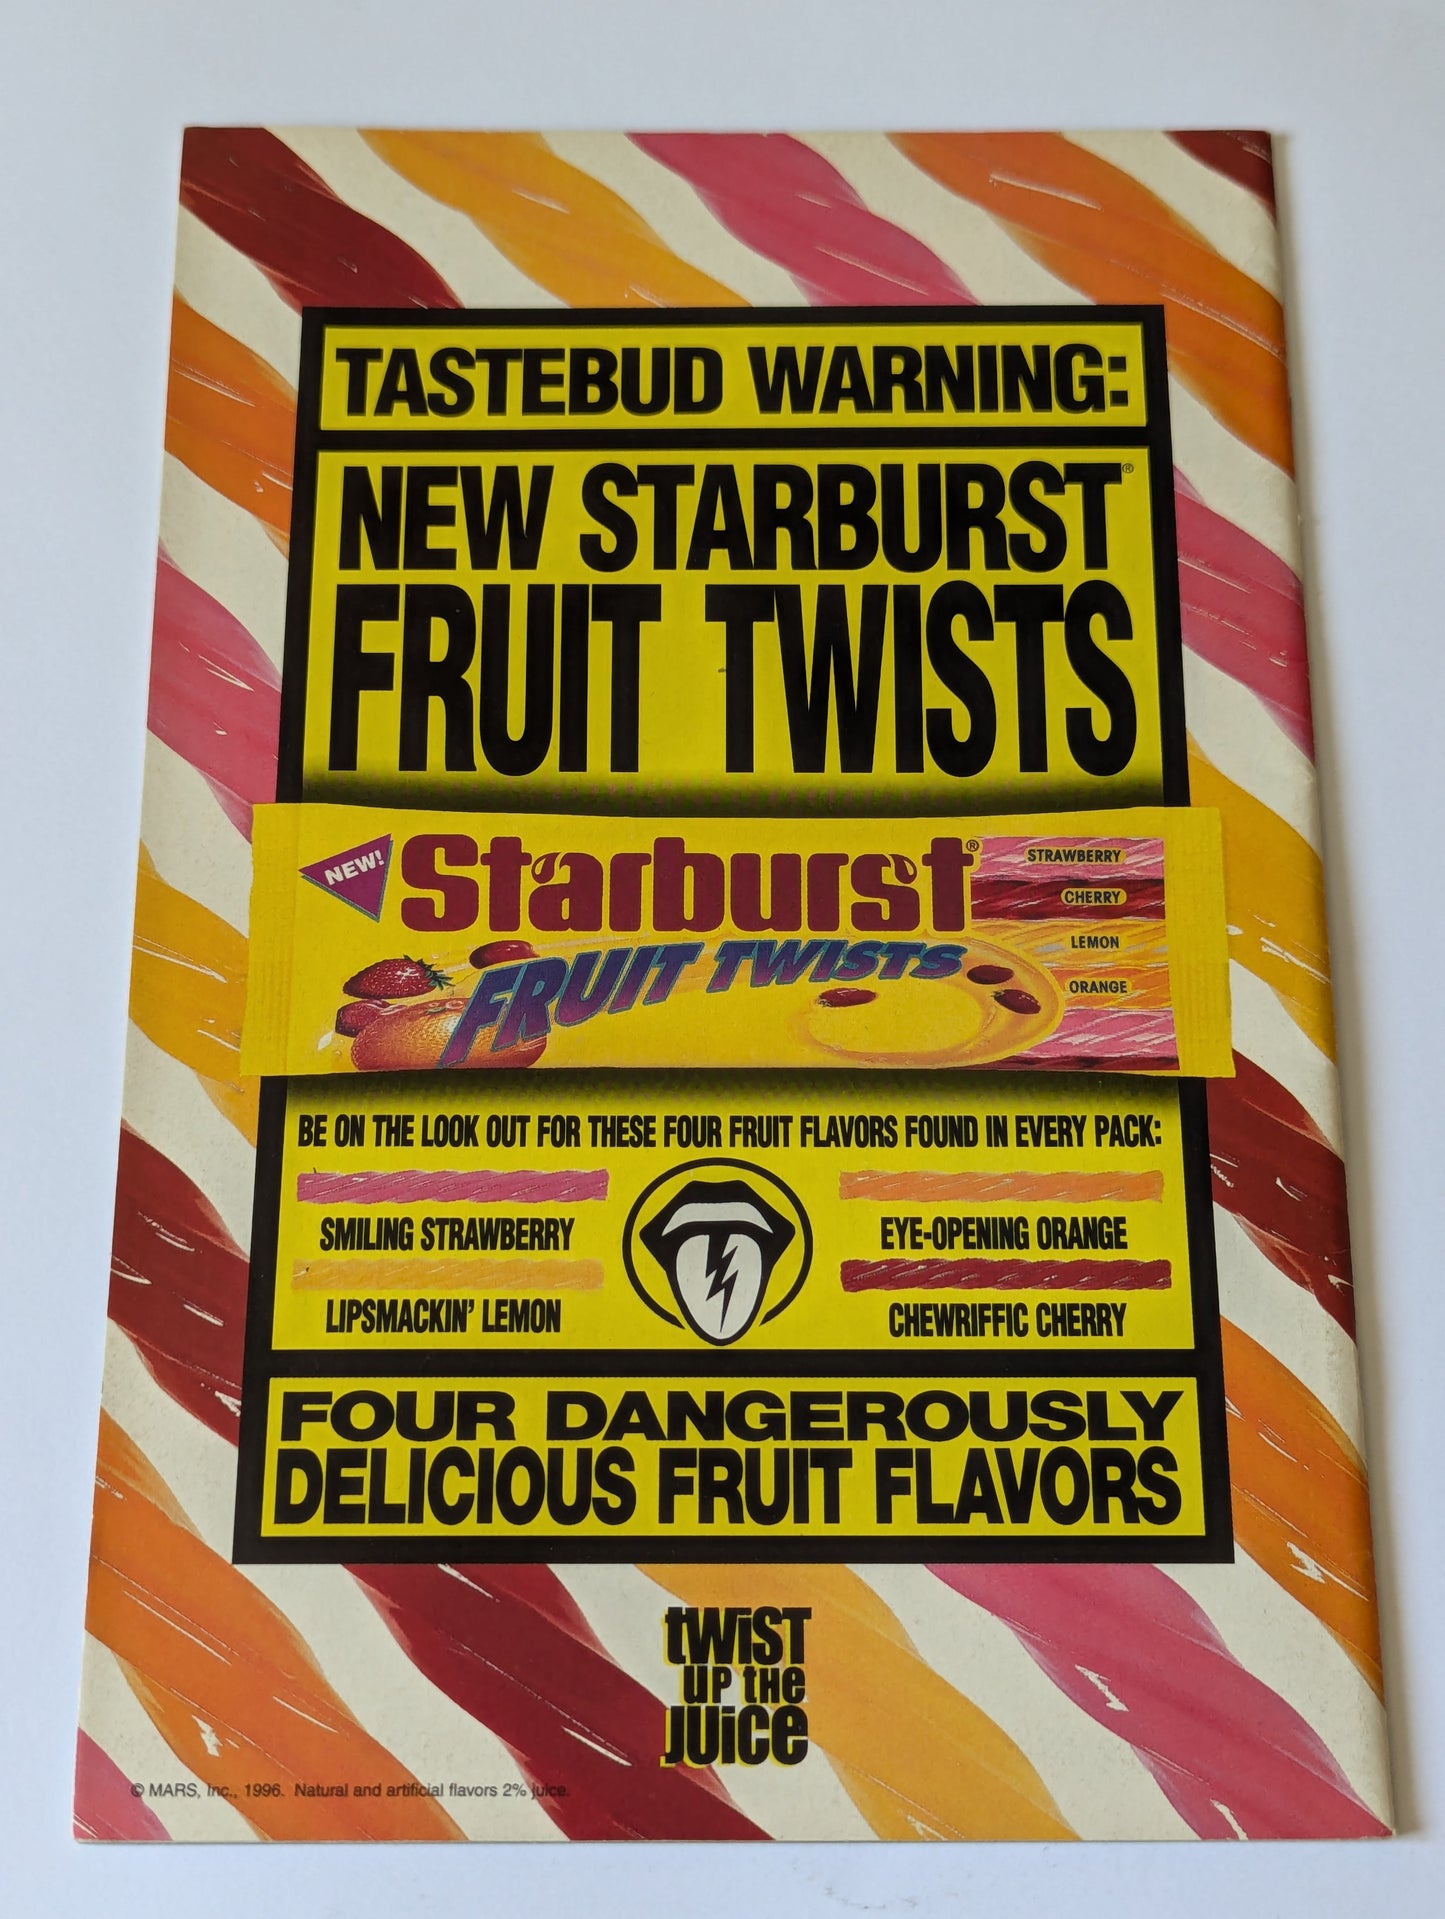 TASTEBUD WARNING:
NEW STARBURST®
FRUIT TWISTS
NEW!
Starburst®
FRUIT TWISTS
STRAWBERRY
CHERRY
LEMON
ORANGE
BE ON THE LOOK OUT FOR THESE FOUR FRUIT FLAVORS FOUND IN EVERY PACK:
SMILING STRAWBERRY
EYE-OPENING ORANGE
LIPSMACKIN' LEMON
CHEWRIFFIC CHERRY
FOUR DANGEROUSLY
DELICIOUS FRUIT FLAVORS
twiST
UP tHe
JUice
© MARS, Inc., 1996. Natural and artificial flavors 2% juice.